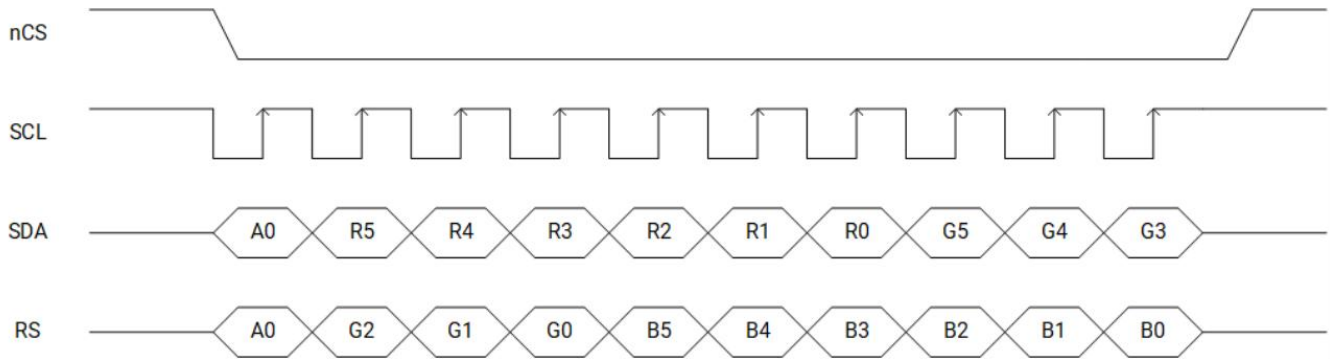 nCS
SCL
SDA A0 R5 R4 R3 R2 R1 R0 G5 G4 G3
RS A0 G2 G1 G0 B5 B4 B3 B2 B1 B0